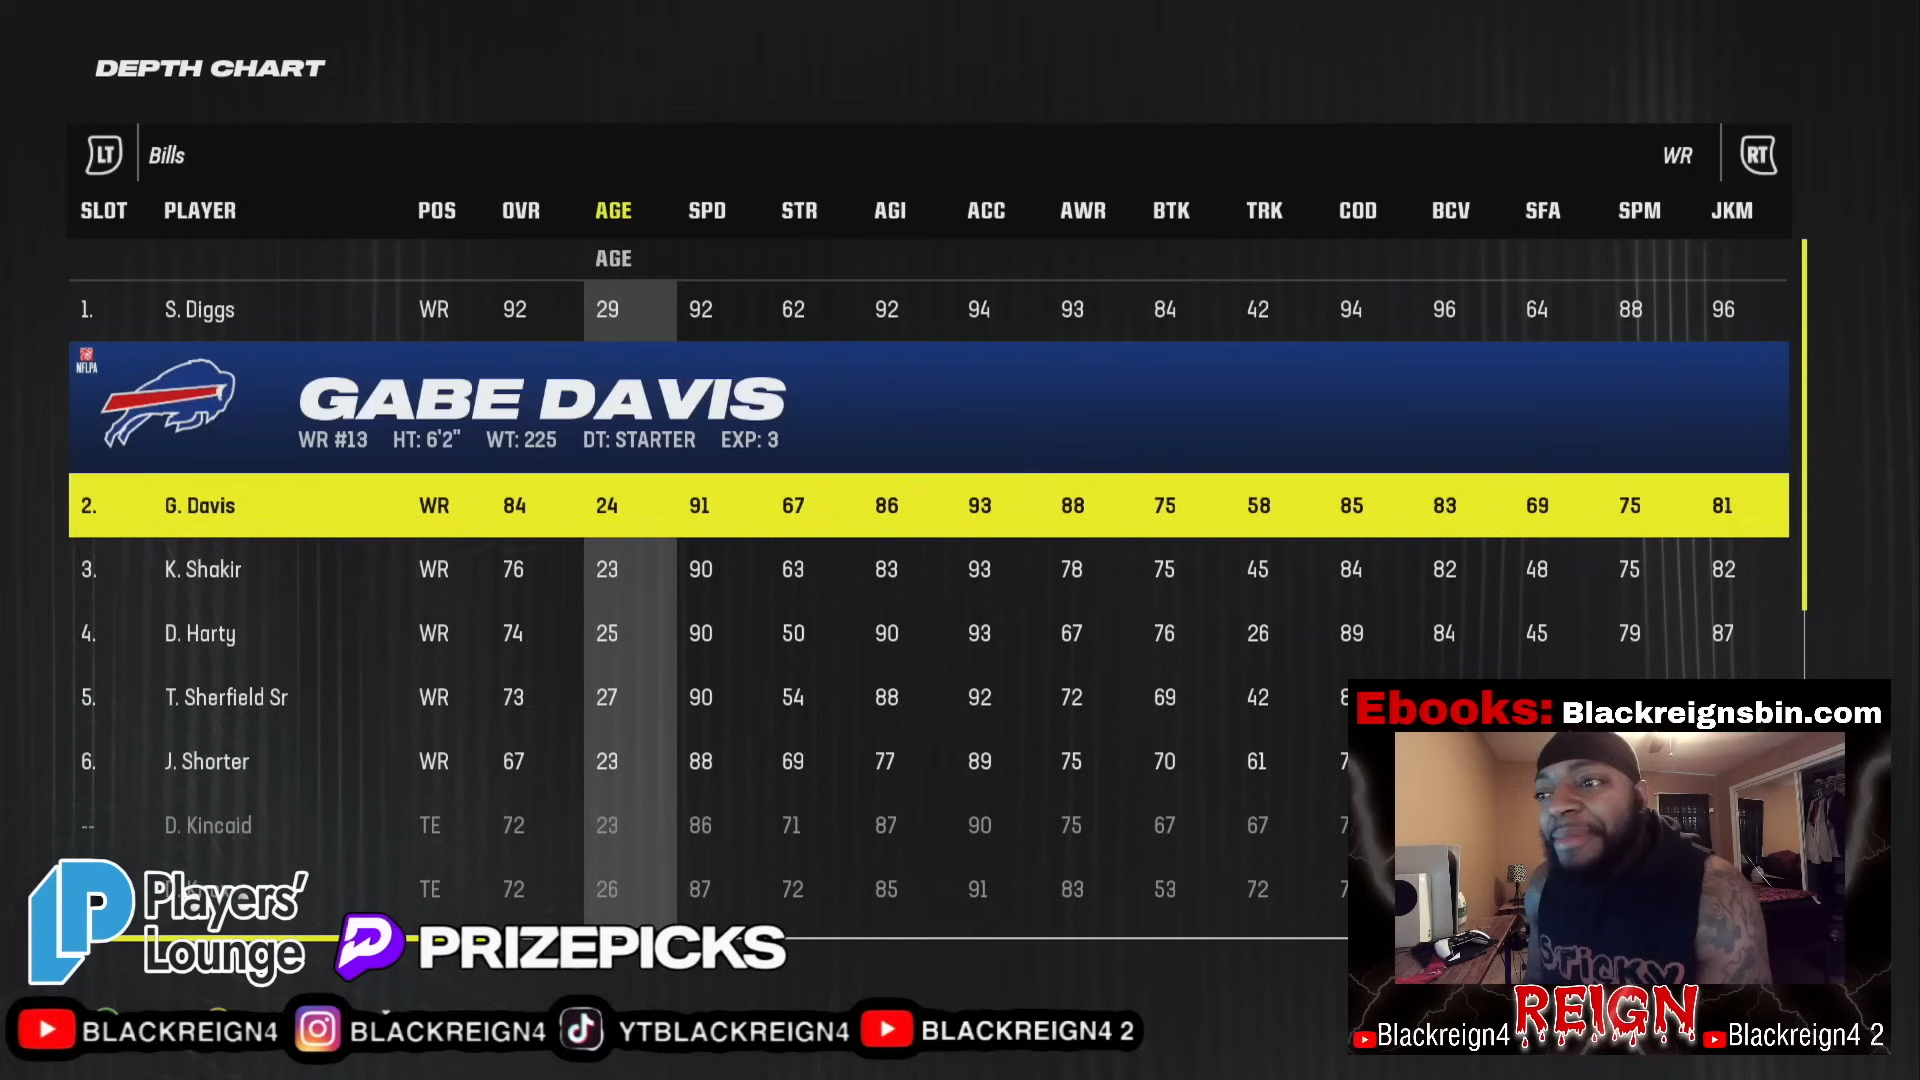 DEPTH CHART
LT Bills WR RT
SLOT PLAYER POS OVR AGE SPD STR AGI ACC AWR BTK TRK COD BCV SFA SPM JKM
AGE
1. S. Diggs WR 92 29 92 62 92 94 93 84 42 94 96 64 88 96
NFLPA
GABE DAVIS
WR #13 HT: 6'2" WT: 225 DT: STARTER EXP: 3
2. G. Davis WR 84 24 91 67 86 93 88 75 58 85 83 69 75 81
3. K. Shakir WR 76 23 90 63 83 93 78 75 45 84 82 48 75 82
4. D. Harty WR 74 25 90 50 90 93 67 76 26 89 84 45 79 87
5. T. Sherfield Sr WR 73 27 90 54 88 92 72 69 42
6. J. Shorter WR 67 23 88 69 77 89 75 70 61
-- D. Kincaid TE 72 23 86 71 87 90 75 67 67
TE 72 26 87 72 85 91 83 53 72
Ebooks: Blackreignsbin.com
STICKY
REIGN
Blackreign4 Blackreign4 2
Players'
Lounge
PRIZEPICKS
BLACKREIGN4 BLACKREIGN4 YTBLACKREIGN4 BLACKREIGN4 2